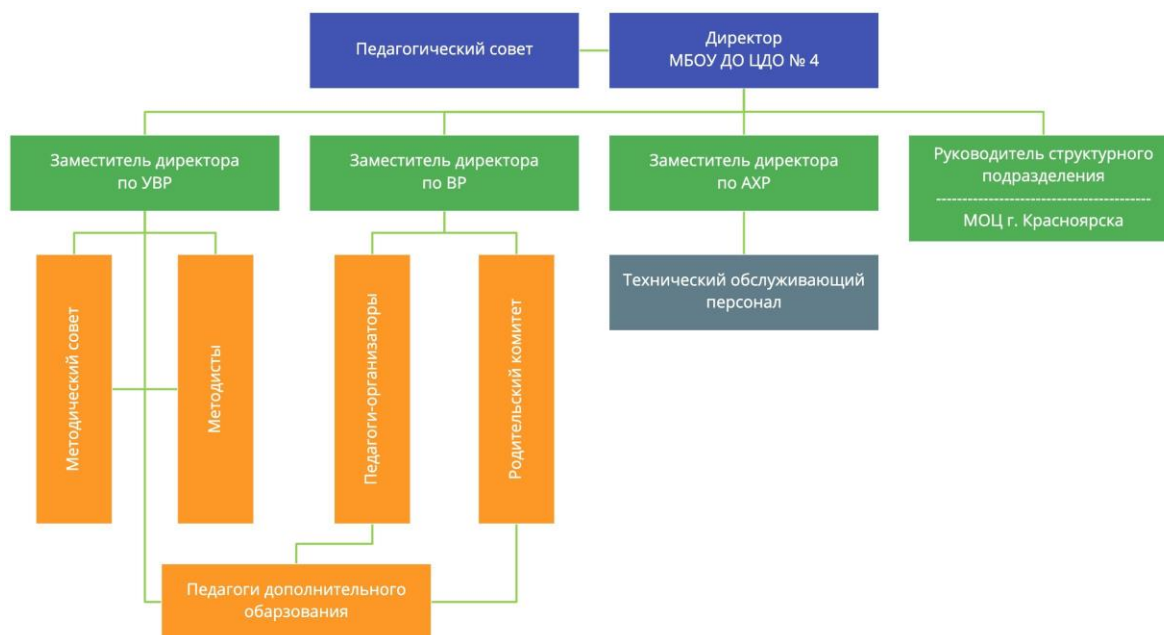 Педагогический совет
Директор
МБОУ ДО ЦДО № 4
Заместитель директора
по УВР
Заместитель директора
по ВР
Заместитель директора
по АХР
Руководитель структурного
подразделения
--------------------------------------------
МОЦ г. Красноярска
Методический совет
Методисты
Педагоги-организаторы
Родительский комитет
Технический обслуживающий
персонал
Педагоги дополнительного
обарзования